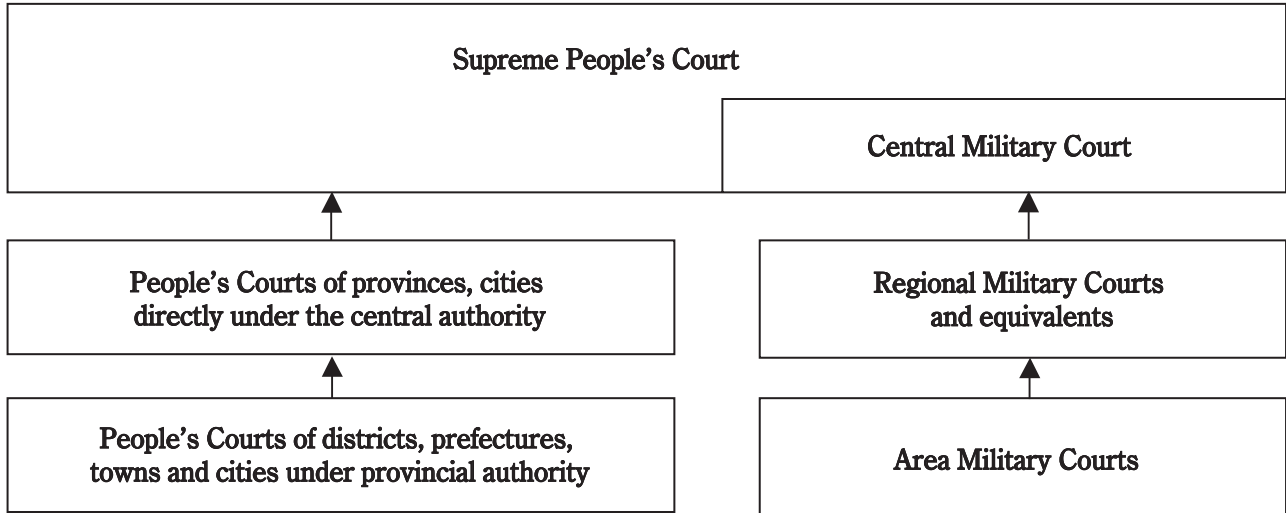 Supreme People’s Court
Central Military Court
People’s Courts of provinces, cities
directly under the central authority
Regional Military Courts
and equivalents
People’s Courts of districts, prefectures,
towns and cities under provincial authority
Area Military Courts